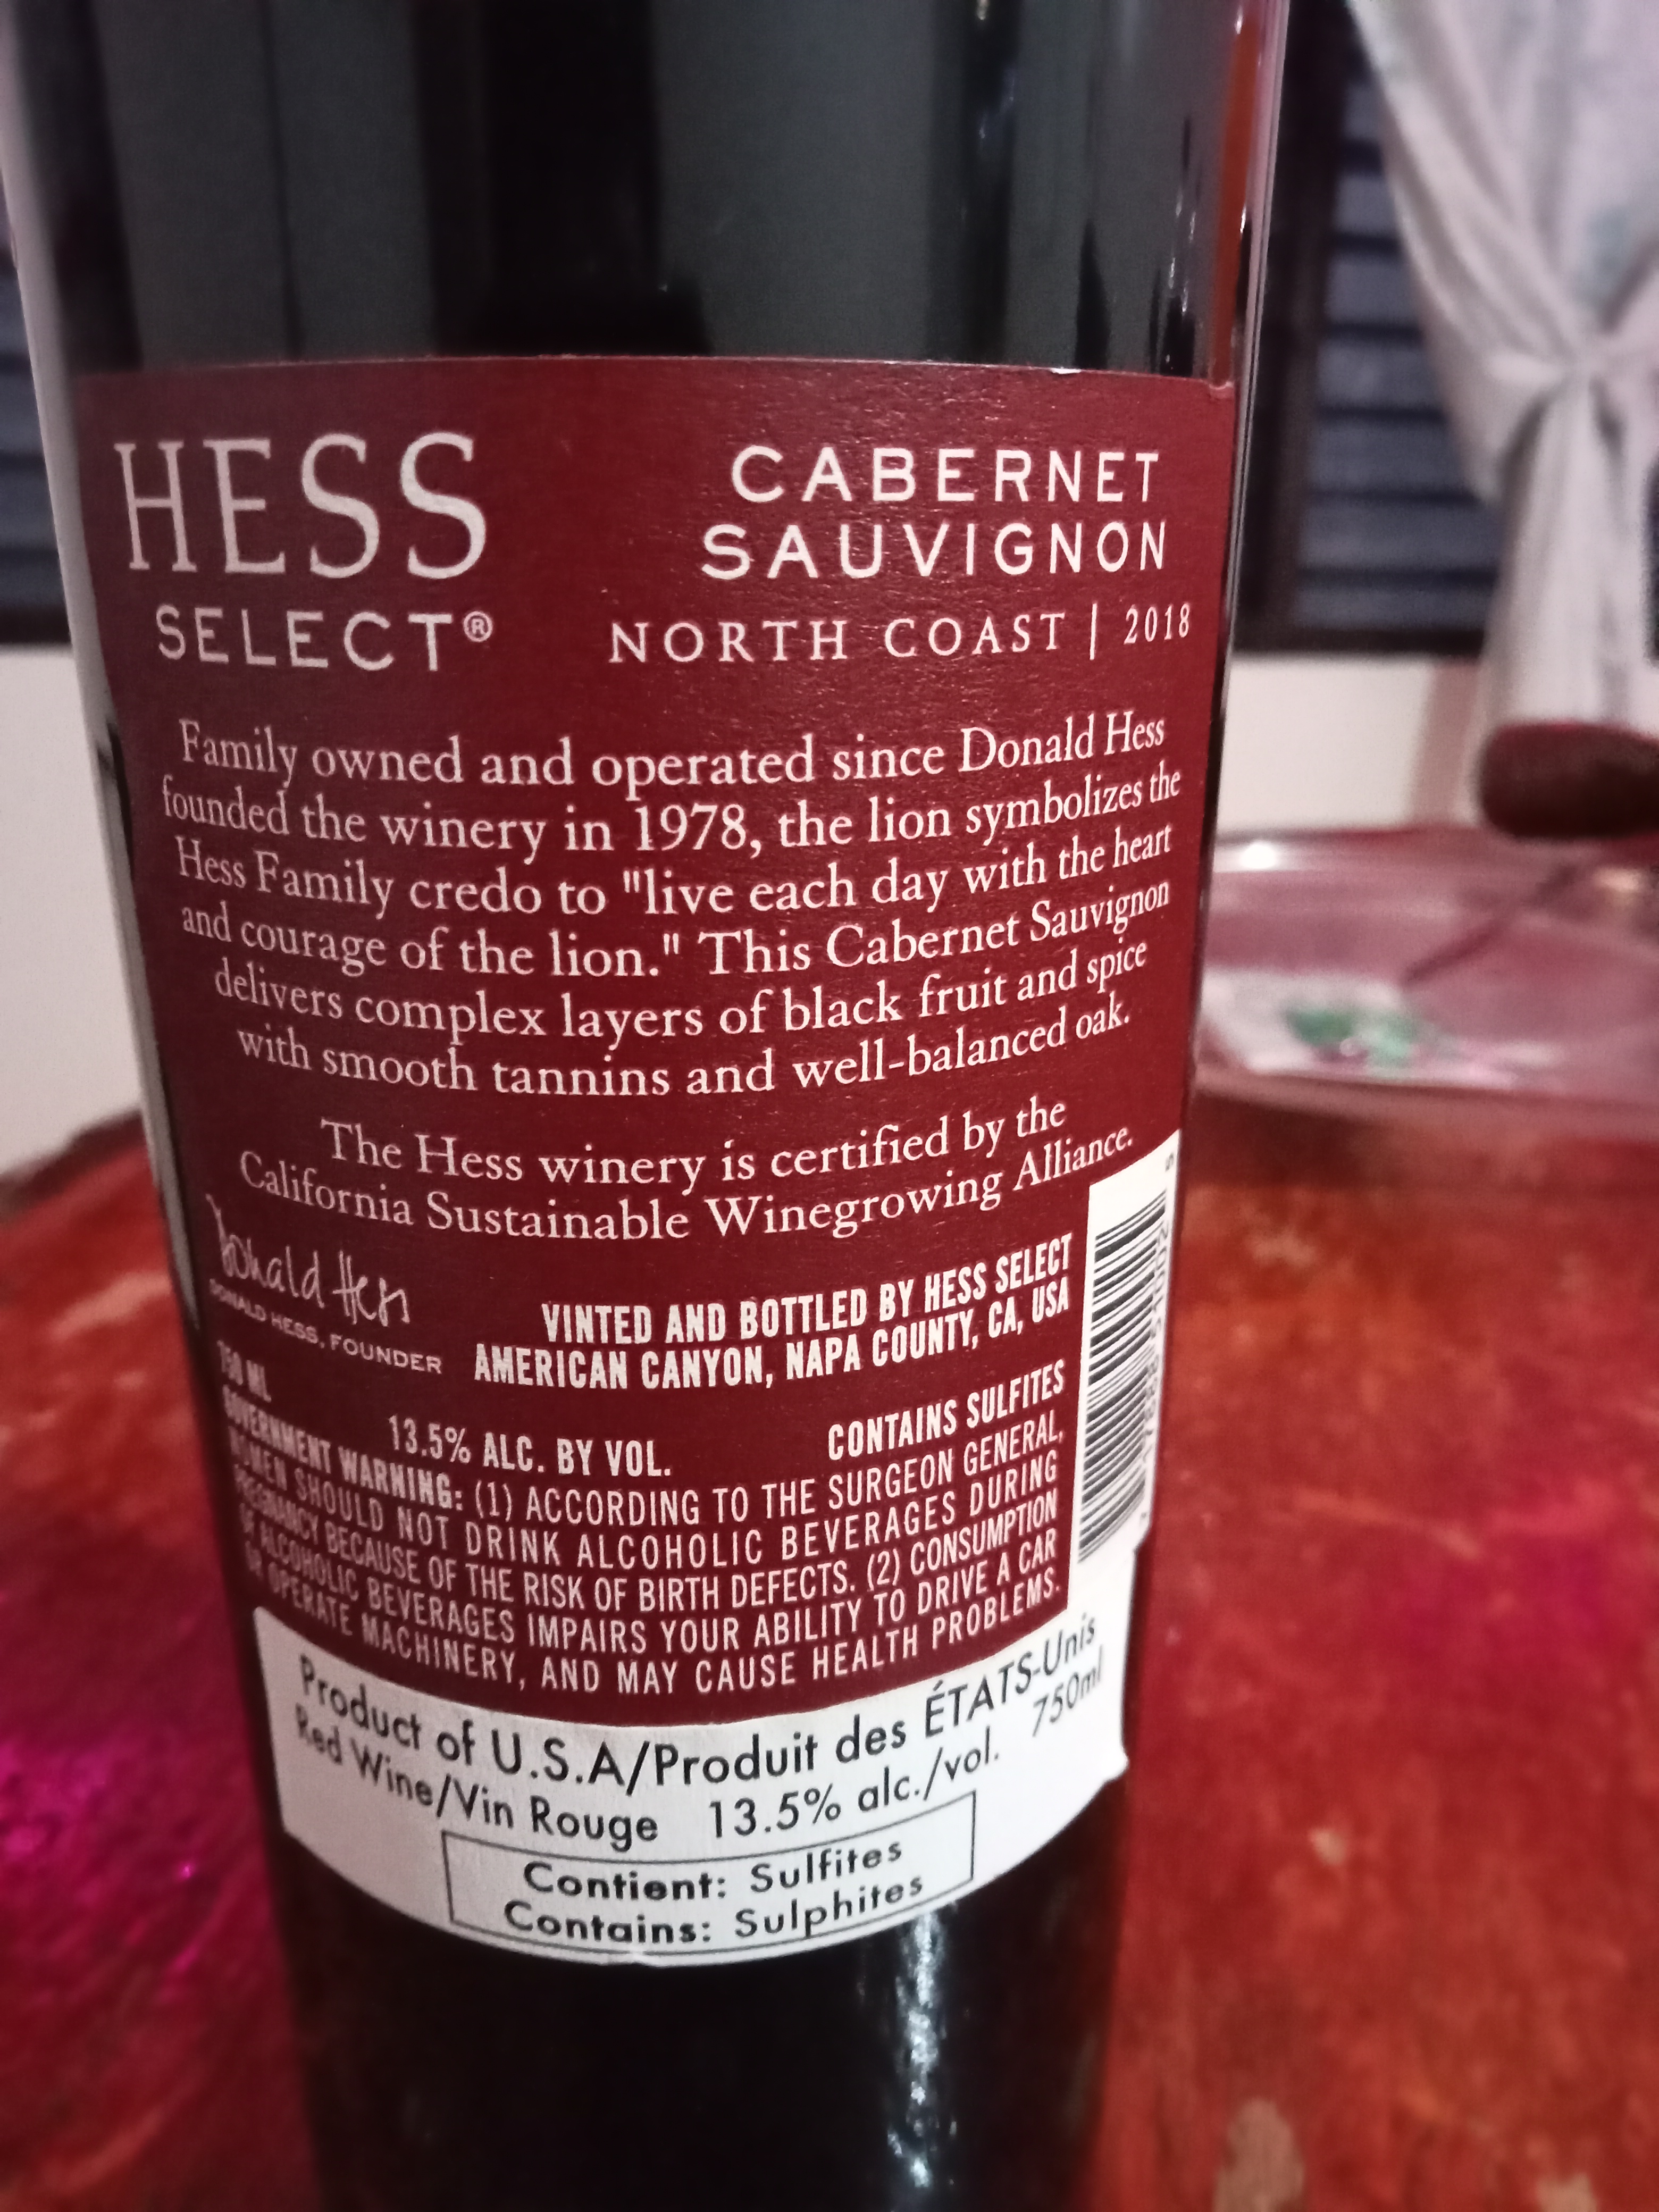 HESS
SELECT®
CABERNET
SAUVIGNON
NORTH COAST | 2018
Family owned and operated since Donald Hess
founded the winery in 1978, the lion symbolizes the
Hess Family credo to "live each day with the heart
and courage of the lion." This Cabernet Sauvignon
delivers complex layers of black fruit and spice
with smooth tannins and well-balanced oak.
The Hess winery is certified by the
California Sustainable Winegrowing Alliance.
Donald Hess
DONALD HESS, FOUNDER
VINTED AND BOTTLED BY HESS SELECT
AMERICAN CANYON, NAPA COUNTY, CA, USA
750 ML
13.5% ALC. BY VOL.
CONTAINS SULFITES
GOVERNMENT WARNING: (1) ACCORDING TO THE SURGEON GENERAL,
WOMEN SHOULD NOT DRINK ALCOHOLIC BEVERAGES DURING
PREGNANCY BECAUSE OF THE RISK OF BIRTH DEFECTS. (2) CONSUMPTION
OF ALCOHOLIC BEVERAGES IMPAIRS YOUR ABILITY TO DRIVE A CAR
OR OPERATE MACHINERY, AND MAY CAUSE HEALTH PROBLEMS.
Product of U.S.A/Produit des ÉTATS-Unis
Red Wine/Vin Rouge 13.5% alc./vol. 750ml
Contient: Sulfites
Contains: Sulphites